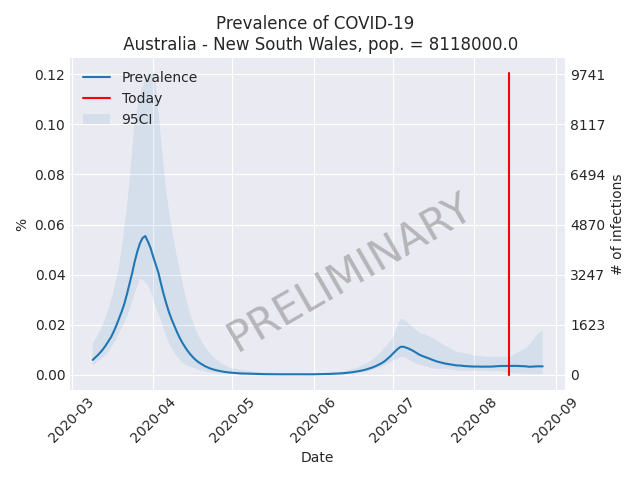 Prevalence of COVID-19
Australia - New South Wales, pop. = 8118000.0
Prevalence
Today
95CI
PRELIMINARY
%
0.12
0.10
0.08
0.06
0.04
0.02
0.00
9741
8117
6494
4870
3247
1623
0
# of infections
2020-03
2020-04
2020-05
2020-06
2020-07
2020-08
2020-09
Date